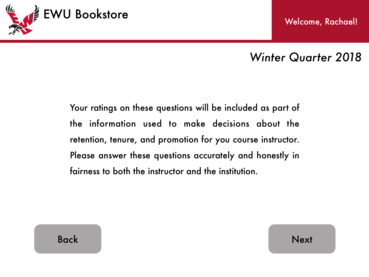 EWU Bookstore
Welcome, Rachael!
Winter Quarter 2018
Your ratings on these questions will be included as part of
the information used to make decisions about the
retention, tenure, and promotion for you course instructor.
Please answer these questions accurately and honestly in
fairness to both the instructor and the institution.
Back
Next